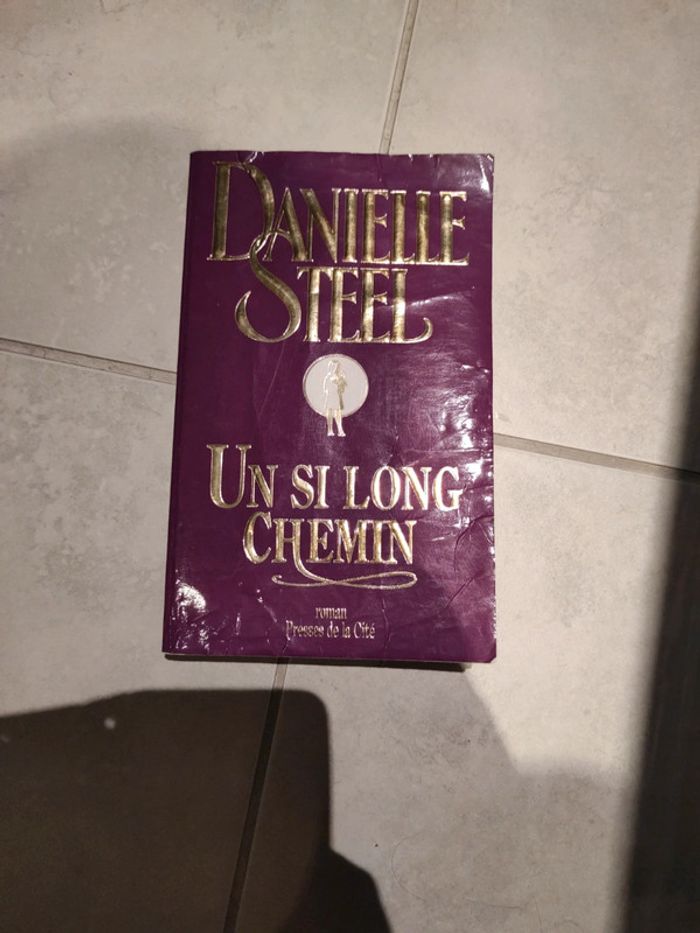 DANIELLE
STEEL
UN SI LONG
CHEMIN
roman
Presses de la Cité